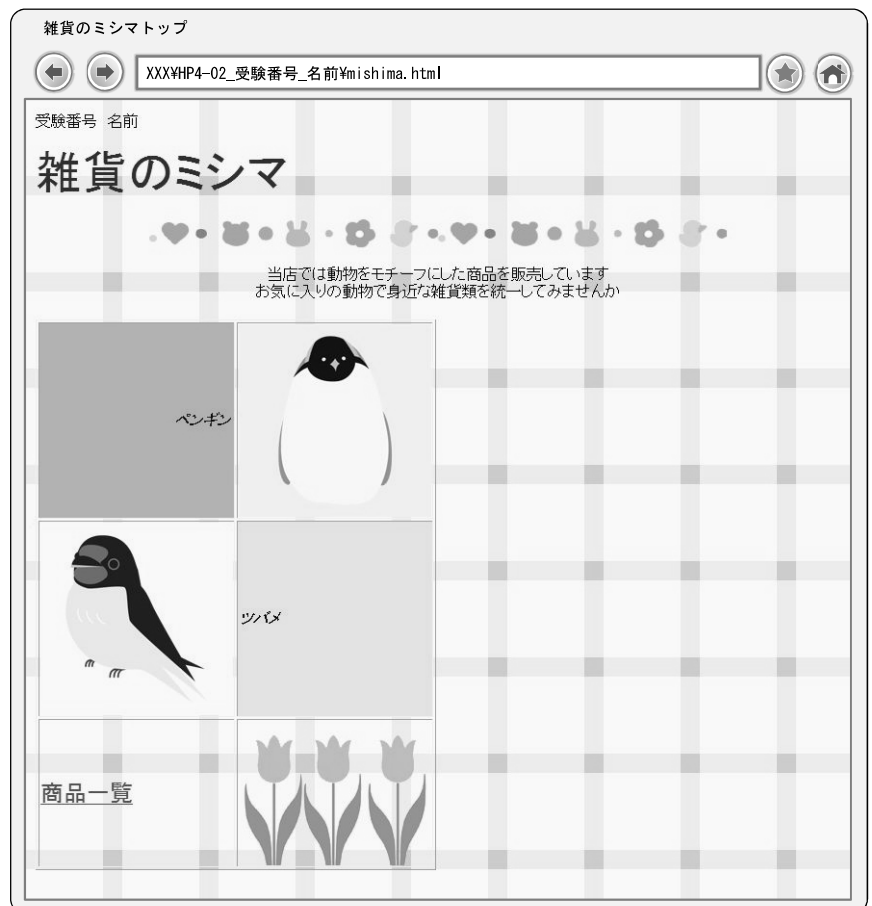 雑貨のミシマトップ
XXX¥HP4-02_受験番号_名前¥mishima.html
受験番号 名前
雑貨のミシマ
当店では動物をモチーフにした商品を販売しています
お気に入りの動物で身近な雑貨類を統一してみませんか
ペンギン
ツバメ
商品一覧